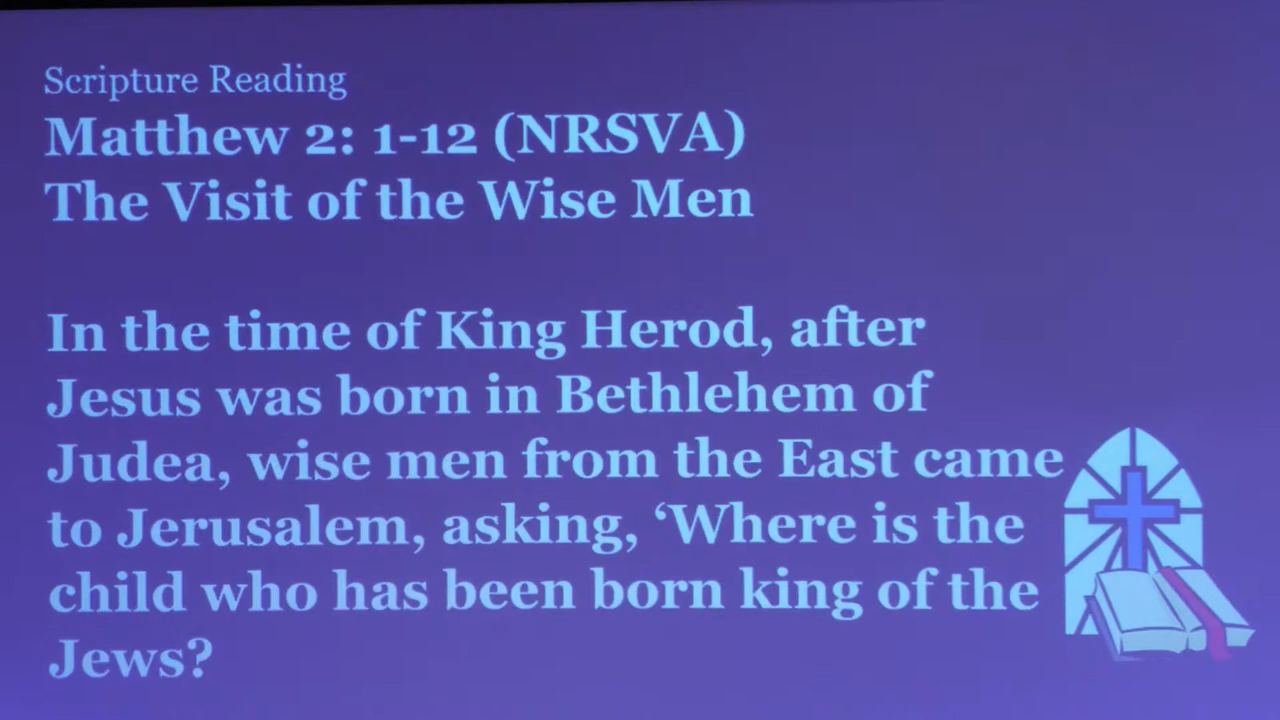 Scripture Reading
Matthew 2: 1-12 (NRSVA)
The Visit of the Wise Men
In the time of King Herod, after
Jesus was born in Bethlehem of
Judea, wise men from the East came
to Jerusalem, asking, ‘Where is the
child who has been born king of the
Jews?